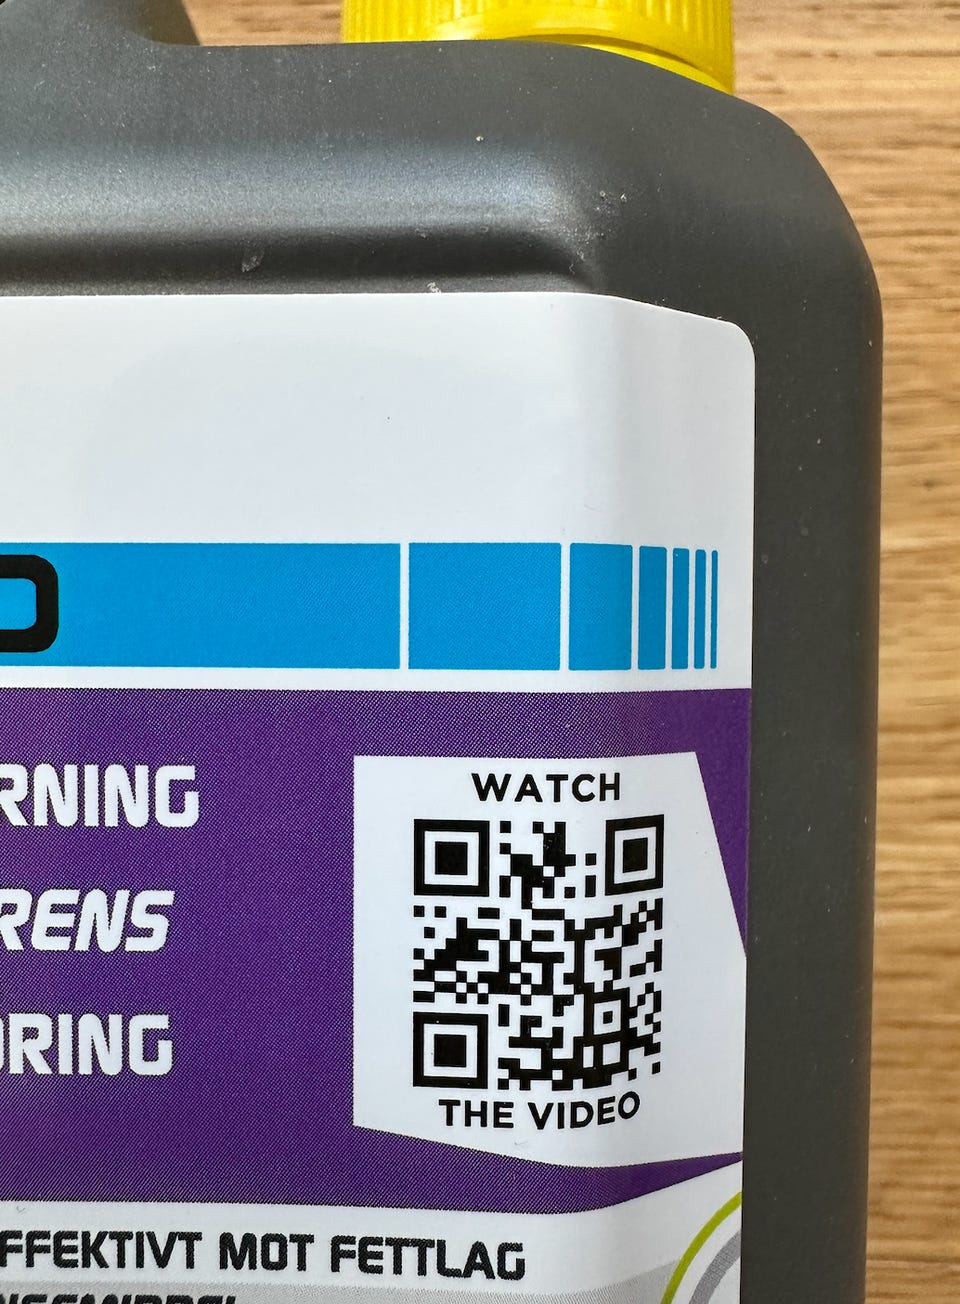 RNING
RENS
ORING
WATCH
THE VIDEO
FFEKTIVT MOT FETTLAG